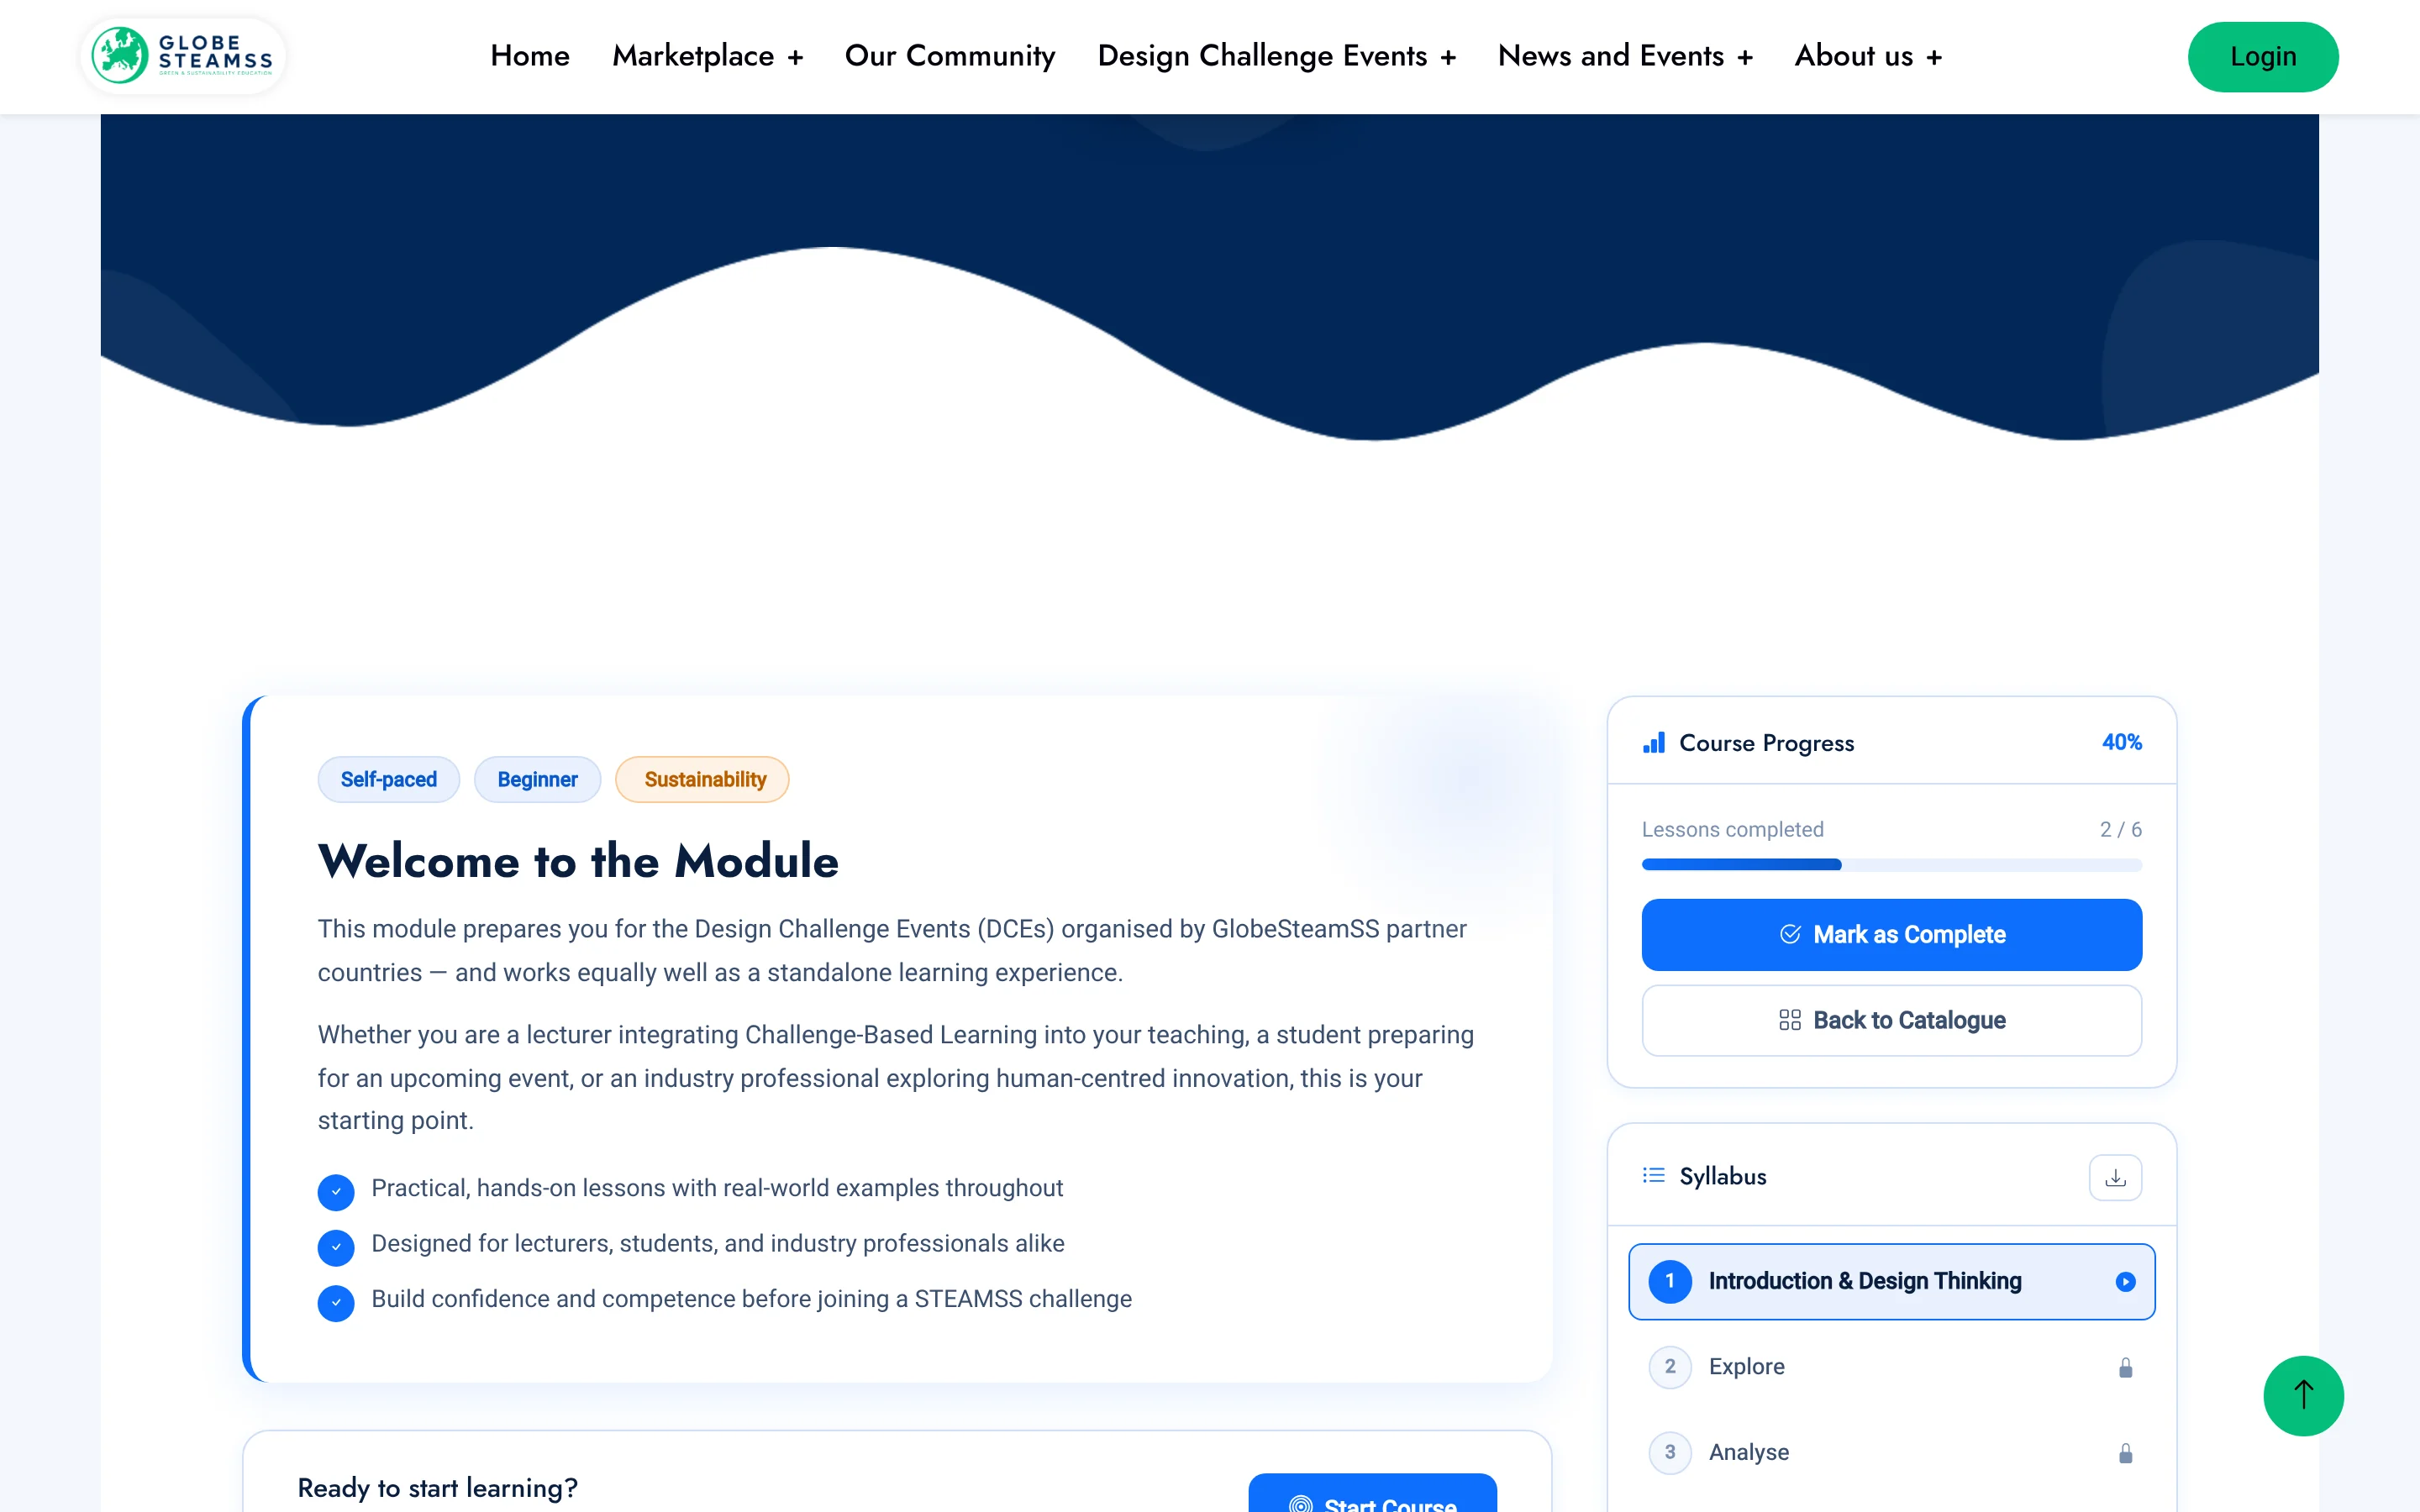 GLOBE
STEAMSS
GREEN & SUSTAINABILITY EDUCATION
Home
Marketplace +
Our Community
Design Challenge Events +
News and Events +
About us +
Login
Self-paced
Beginner
Sustainability
Welcome to the Module
This module prepares you for the Design Challenge Events (DCEs) organised by GlobeSteamSS partner
countries — and works equally well as a standalone learning experience.
Whether you are a lecturer integrating Challenge-Based Learning into your teaching, a student preparing
for an upcoming event, or an industry professional exploring human-centred innovation, this is your
starting point.
Practical, hands-on lessons with real-world examples throughout
Designed for lecturers, students, and industry professionals alike
Build confidence and competence before joining a STEAMSS challenge
Ready to start learning?
Start Course
Course Progress
40%
Lessons completed
2 / 6
Mark as Complete
Back to Catalogue
Syllabus
1 Introduction & Design Thinking
2 Explore
3 Analyse